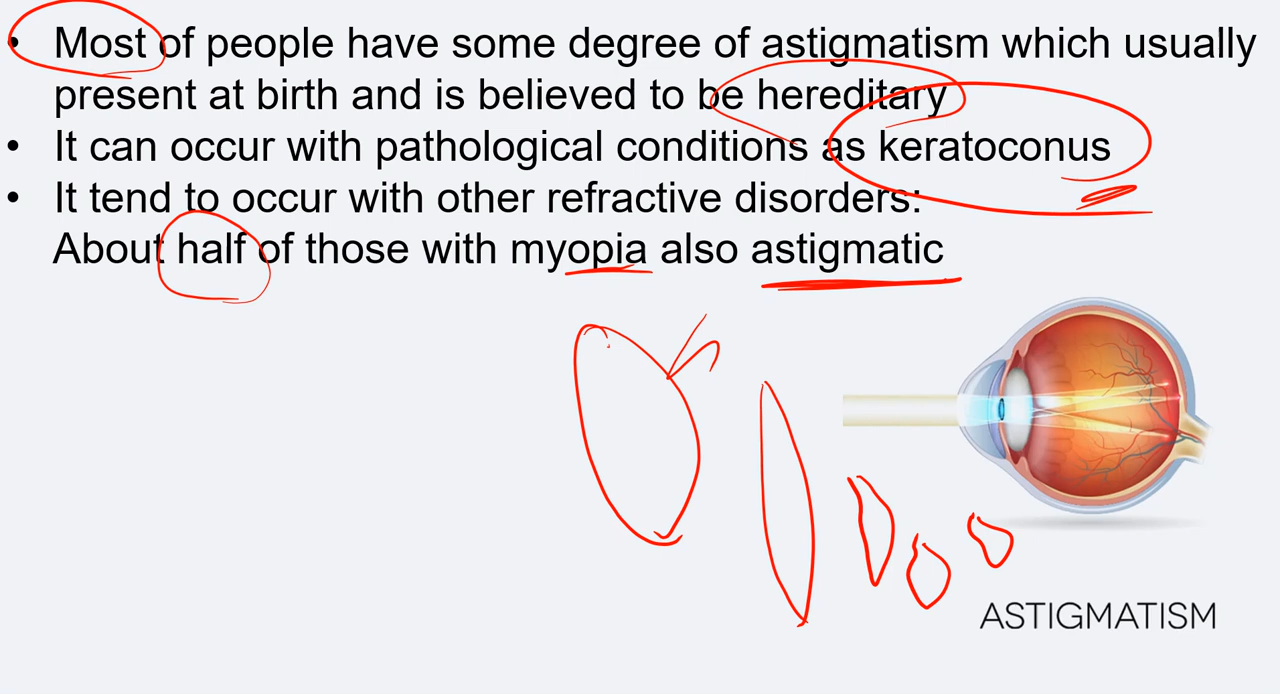 • Most of people have some degree of astigmatism which usually
present at birth and is believed to be hereditary
• It can occur with pathological conditions as keratoconus
• It tend to occur with other refractive disorders:
About half of those with myopia also astigmatic
ASTIGMATISM